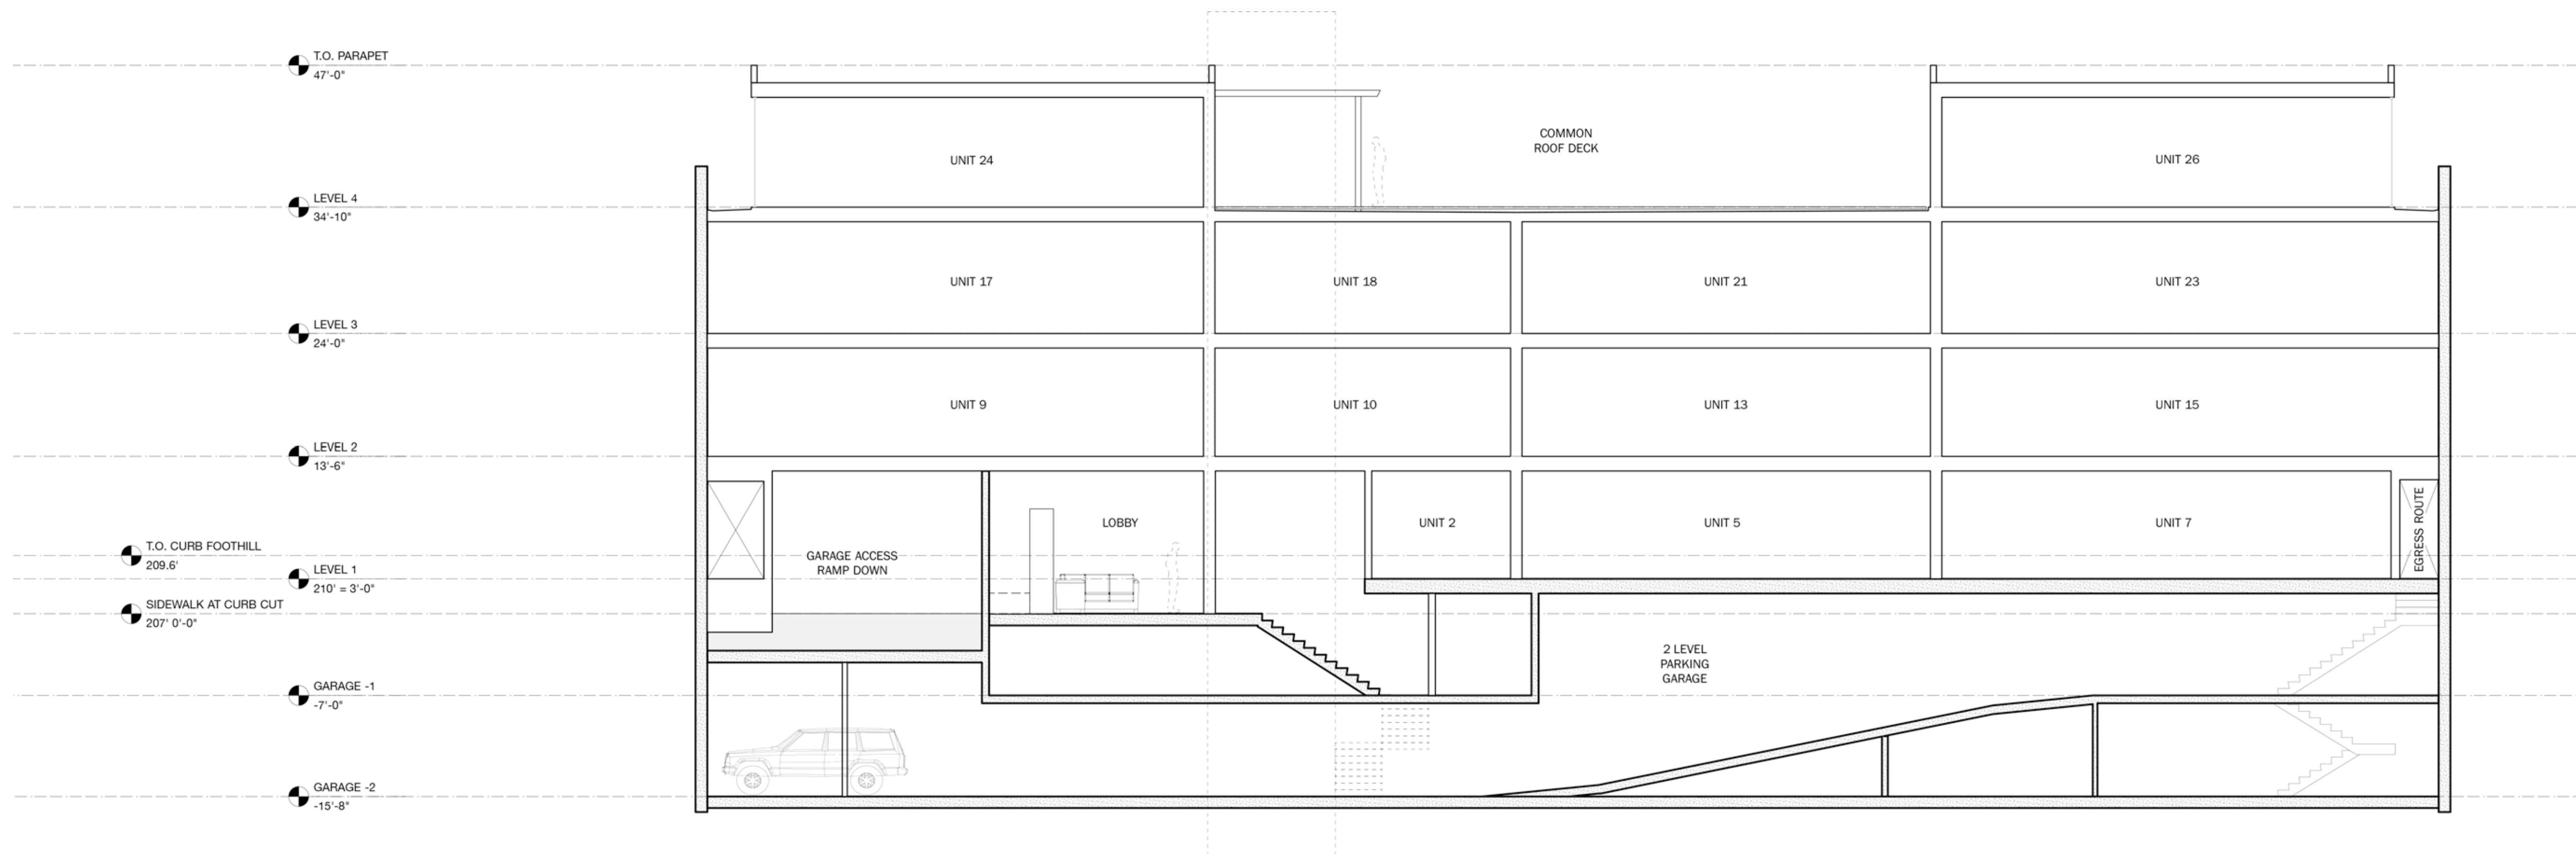 T.O. PARAPET
47'-0"
COMMON
ROOF DECK
UNIT 24
UNIT 26
LEVEL 4
34'-10"
UNIT 17
UNIT 18
UNIT 21
UNIT 23
LEVEL 3
24'-0"
UNIT 9
UNIT 10
UNIT 13
UNIT 15
LEVEL 2
13'-6"
LOBBY
UNIT 2
UNIT 5
UNIT 7
EGRESS ROUTE
T.O. CURB FOOTHILL
209.6'
GARAGE ACCESS
RAMP DOWN
LEVEL 1
210' = 3'-0"
SIDEWALK AT CURB CUT
207' 0'-0"
2 LEVEL
PARKING
GARAGE
GARAGE -1
-7'-0"
GARAGE -2
-15'-8"